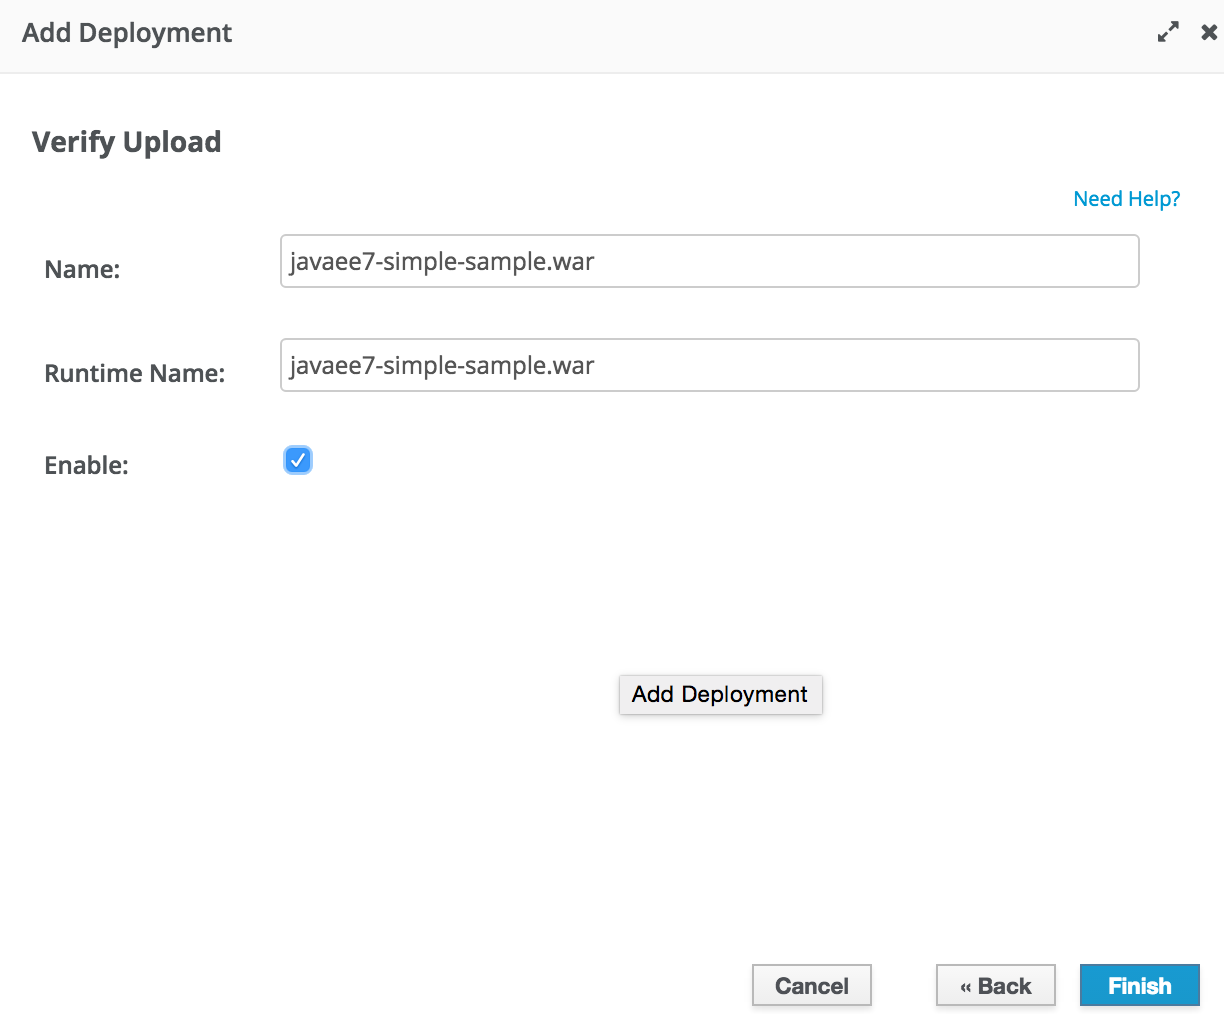 Add Deployment
Verify Upload
Need Help?
Name:
javaee7-simple-sample.war
Runtime Name:
javaee7-simple-sample.war
Enable:
Add Deployment
Cancel
« Back
Finish